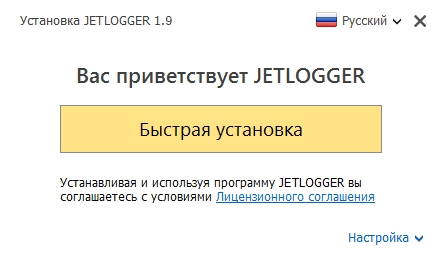 Установка JETLOGGER 1.9
Русский
Вас приветствует JETLOGGER
Быстрая установка
Устанавливая и используя программу JETLOGGER вы
соглашаетесь с условиями Лицензионного соглашения
Настройка